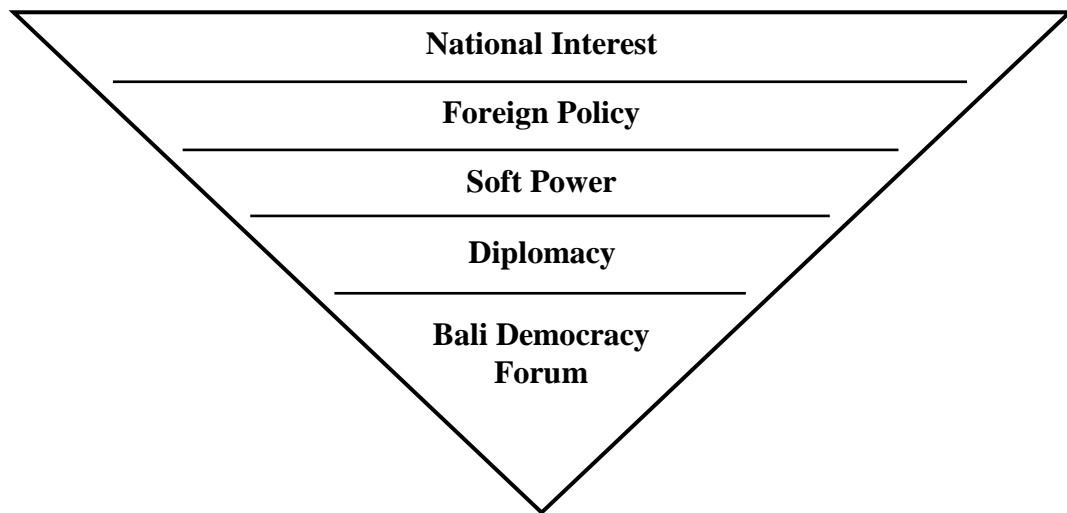 National Interest
Foreign Policy
Soft Power
Diplomacy
Bali Democracy
Forum